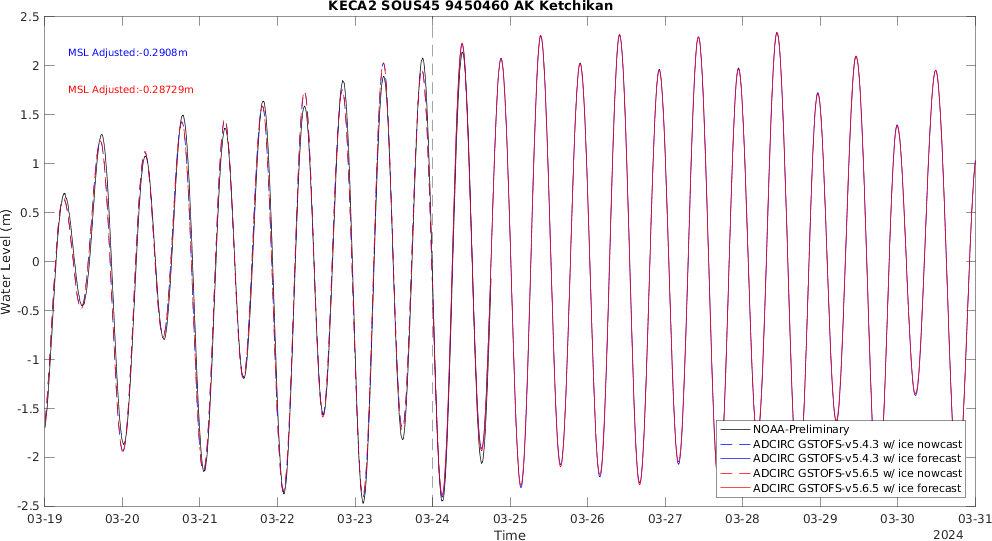 KECA2 SOUS45 9450460 AK Ketchikan
2.5
2
1.5
1
0.5
0
-0.5
-1
-1.5
-2
-2.5
Water Level (m)
MSL Adjusted:-0.2908m
MSL Adjusted:-0.28729m
NOAA-Preliminary
ADCIRC GSTOFS-v5.4.3 w/ ice nowcast
ADCIRC GSTOFS-v5.4.3 w/ ice forecast
ADCIRC GSTOFS-v5.6.5 w/ ice nowcast
ADCIRC GSTOFS-v5.6.5 w/ ice forecast
03-19 03-20 03-21 03-22 03-23 03-24 03-25 03-26 03-27 03-28 03-29 03-30 03-31
Time
2024